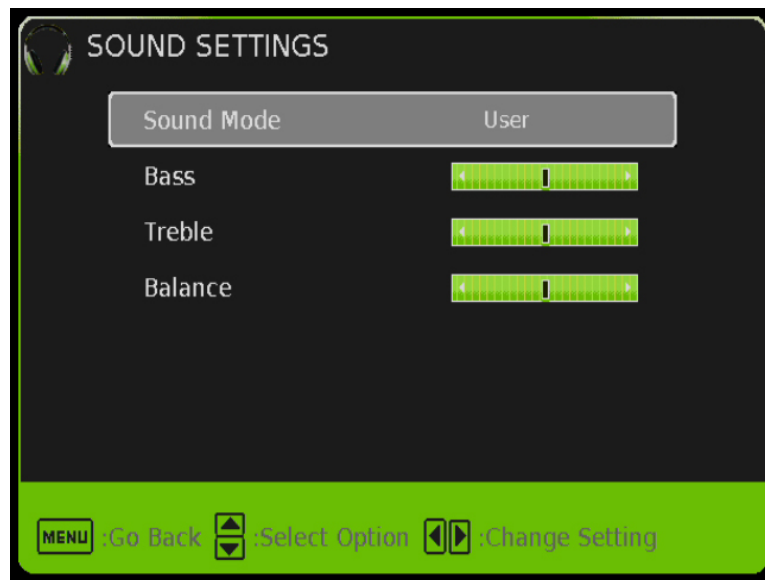 SOUND SETTINGS
Sound Mode User
Bass
Treble
Balance
MENU :Go Back :Select Option :Change Setting